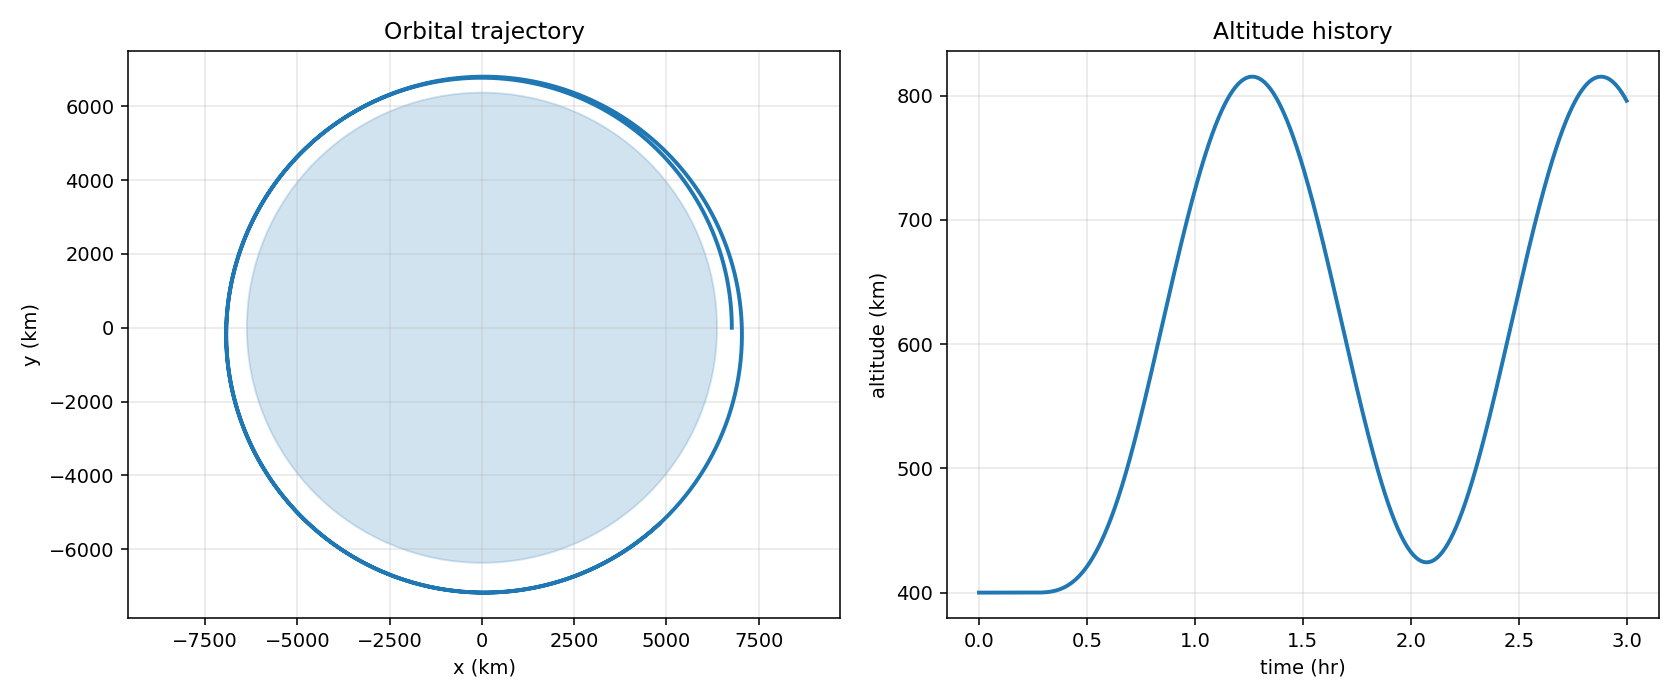 Orbital trajectory
6000
4000
2000
0
−2000
−4000
−6000
y (km)
−7500 −5000 −2500 0 2500 5000 7500
x (km)
Altitude history
800
700
600
500
400
altitude (km)
0.0 0.5 1.0 1.5 2.0 2.5 3.0
time (hr)